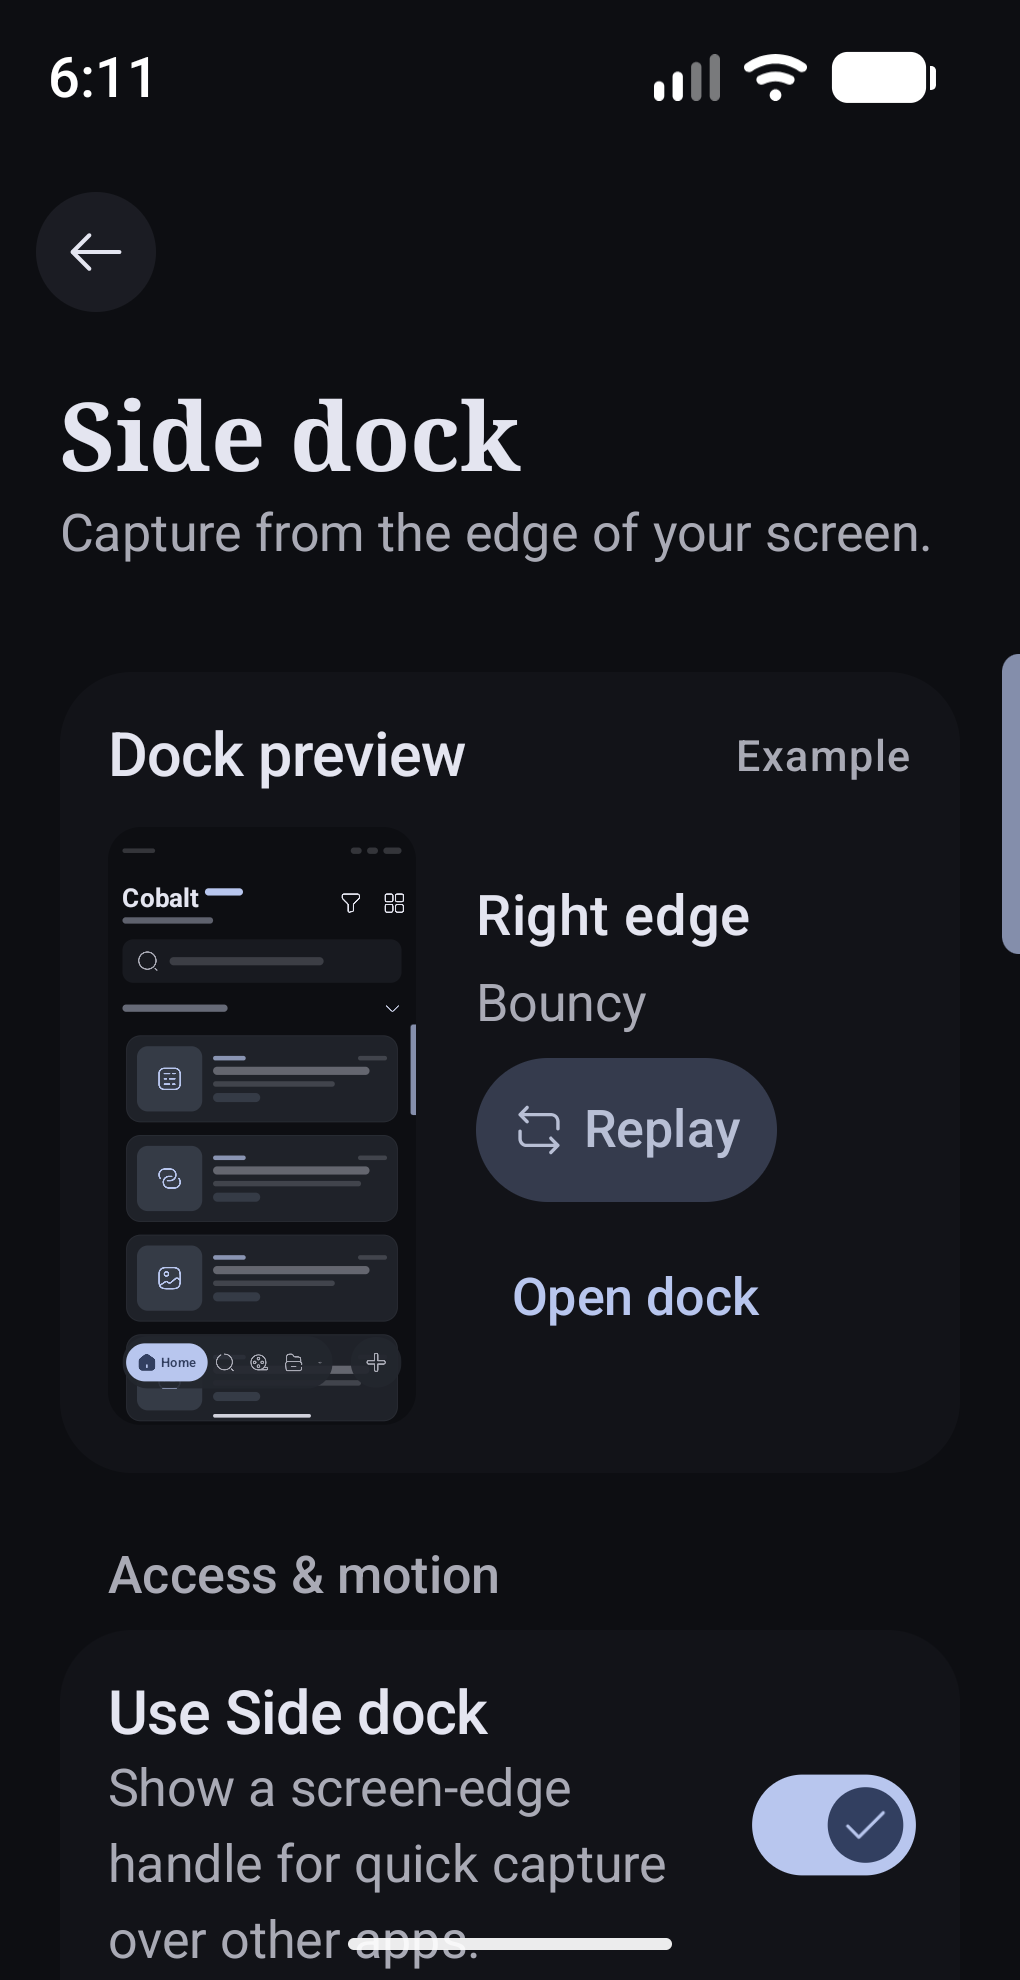 6:11
Side dock
Capture from the edge of your screen.
Dock preview
Example
Cobalt
Home
Right edge
Bouncy
Replay
Open dock
Access & motion
Use Side dock
Show a screen-edge
handle for quick capture
over other apps.